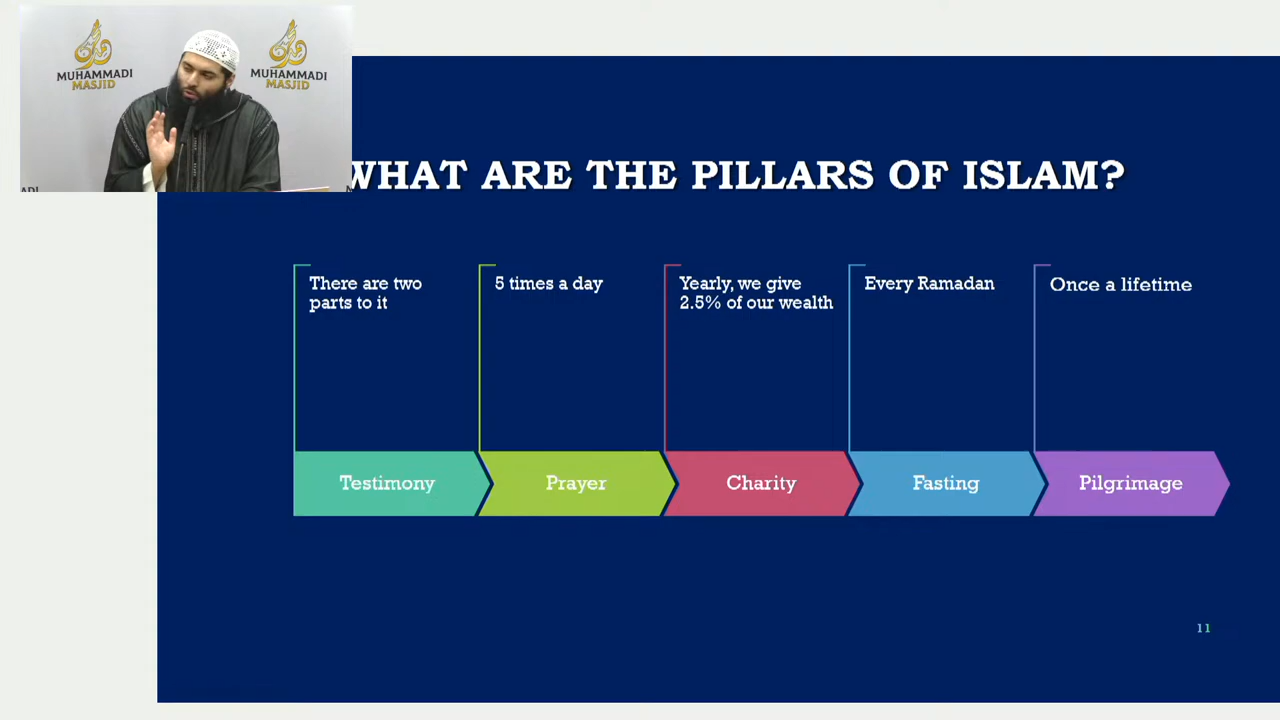 MUHAMMADI
MASJID
MUHAMMADI
MASJID
WHAT ARE THE PILLARS OF ISLAM?
There are two
parts to it
5 times a day
Yearly, we give
2.5% of our wealth
Every Ramadan
Once a lifetime
Testimony
Prayer
Charity
Fasting
Pilgrimage
11